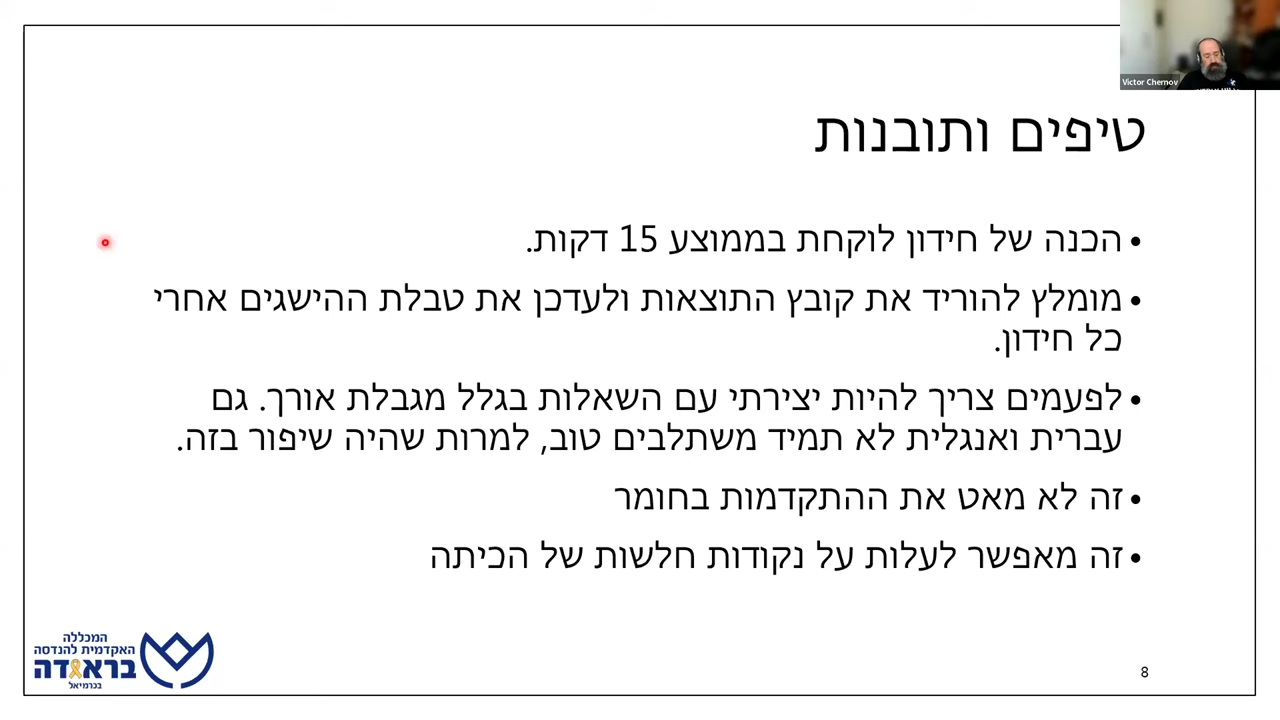 Victor Chernov
טיפים ותובנות
• הכנה של חידון לוקחת בממוצע 15 דקות.
• מומלץ להוריד את קובץ התוצאות ולעדכן את טבלת ההישגים אחרי
כל חידון.
• לפעמים צריך להיות יצירתי עם השאלות בגלל מגבלת אורך. גם
עברית ואנגלית לא תמיד משתלבים טוב, למרות שהיה שיפור בזה.
• זה לא מאט את ההתקדמות בחומר
• זה מאפשר לעלות על נקודות חלשות של הכיתה
המכללה
האקדמית להנדסה
בראודה
בכרמיאל
8